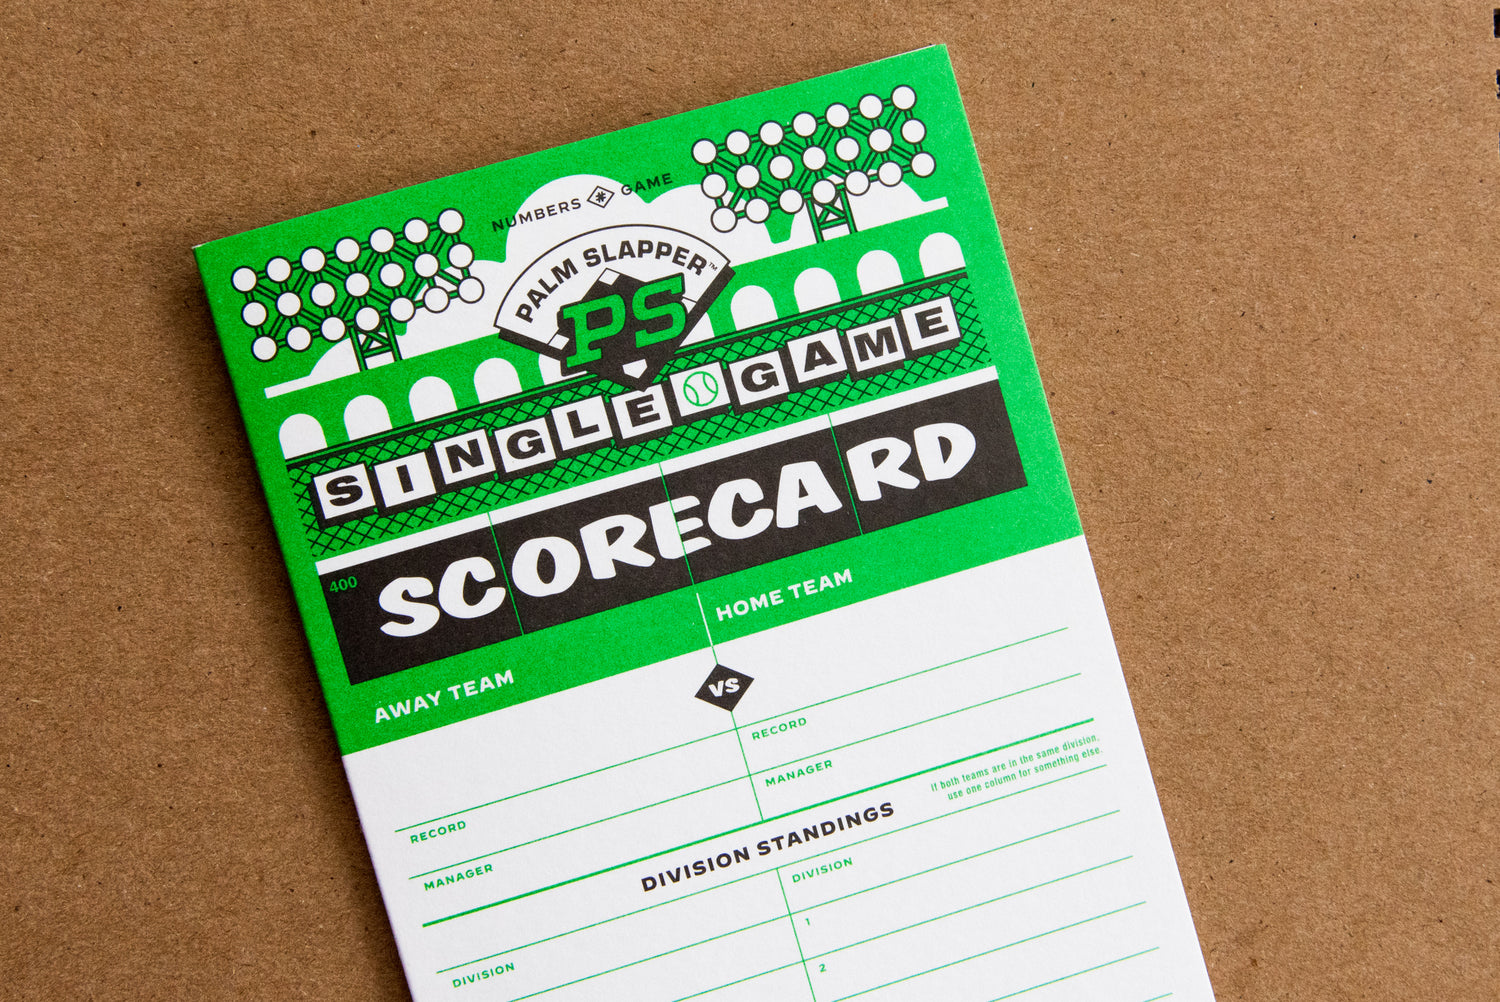 NUMBERS * GAME
PALM SLAPPER™
PS
SINGLE GAME
400
SCORECARD
AWAY TEAM
HOME TEAM
VS
RECORD
RECORD
MANAGER
MANAGER
If both teams are in the same division,
use one column for something else.
DIVISION STANDINGS
DIVISION
DIVISION
1
2